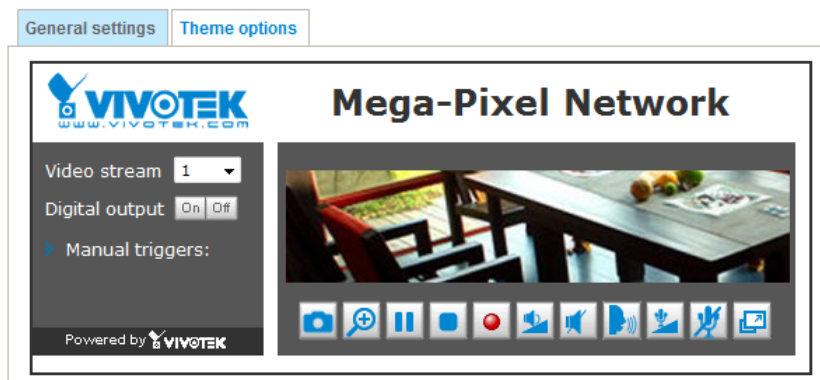 General settings
Theme options
VIVOTEK
www.vivotek.com
Mega-Pixel Network
Video stream 1
Digital output On Off
Manual triggers:
Powered by VIVOTEK